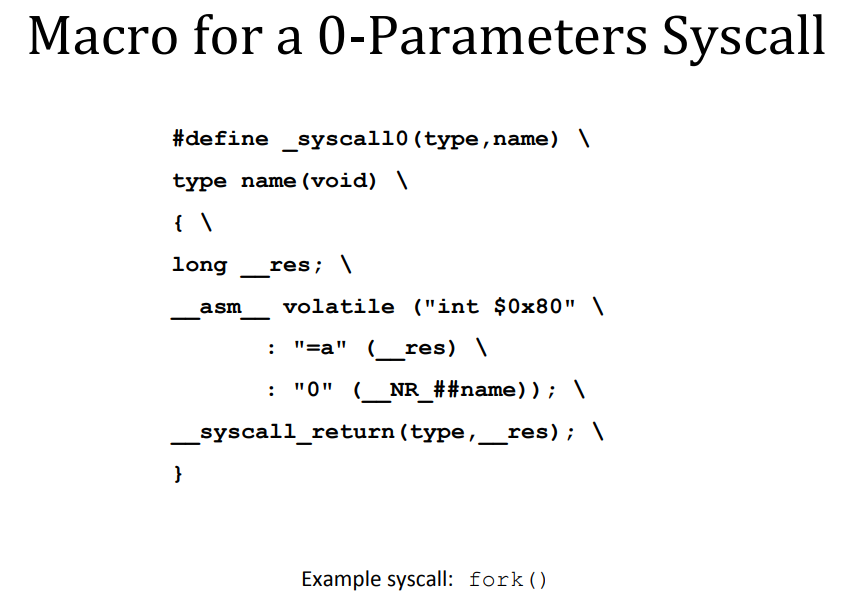 Macro for a 0-Parameters Syscall
#define _syscall0(type,name) \
type name(void) \
{ \
long __res; \
__asm__ volatile ("int $0x80" \
: "=a" (__res) \
: "0" (__NR_##name)); \
__syscall_return(type,__res); \
}
Example syscall: fork()